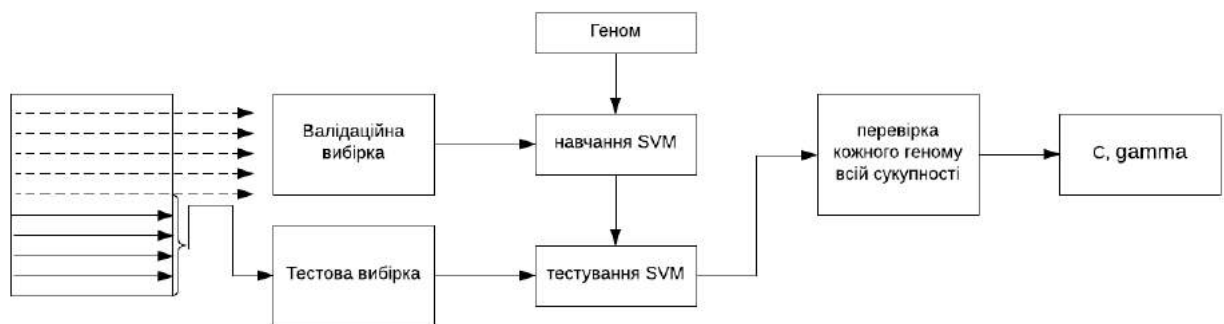 Геном
Валідаційна
вибірка
навчання SVM
перевірка
кожного геному
всій сукупності
C, gamma
Тестова вибірка
тестування SVM